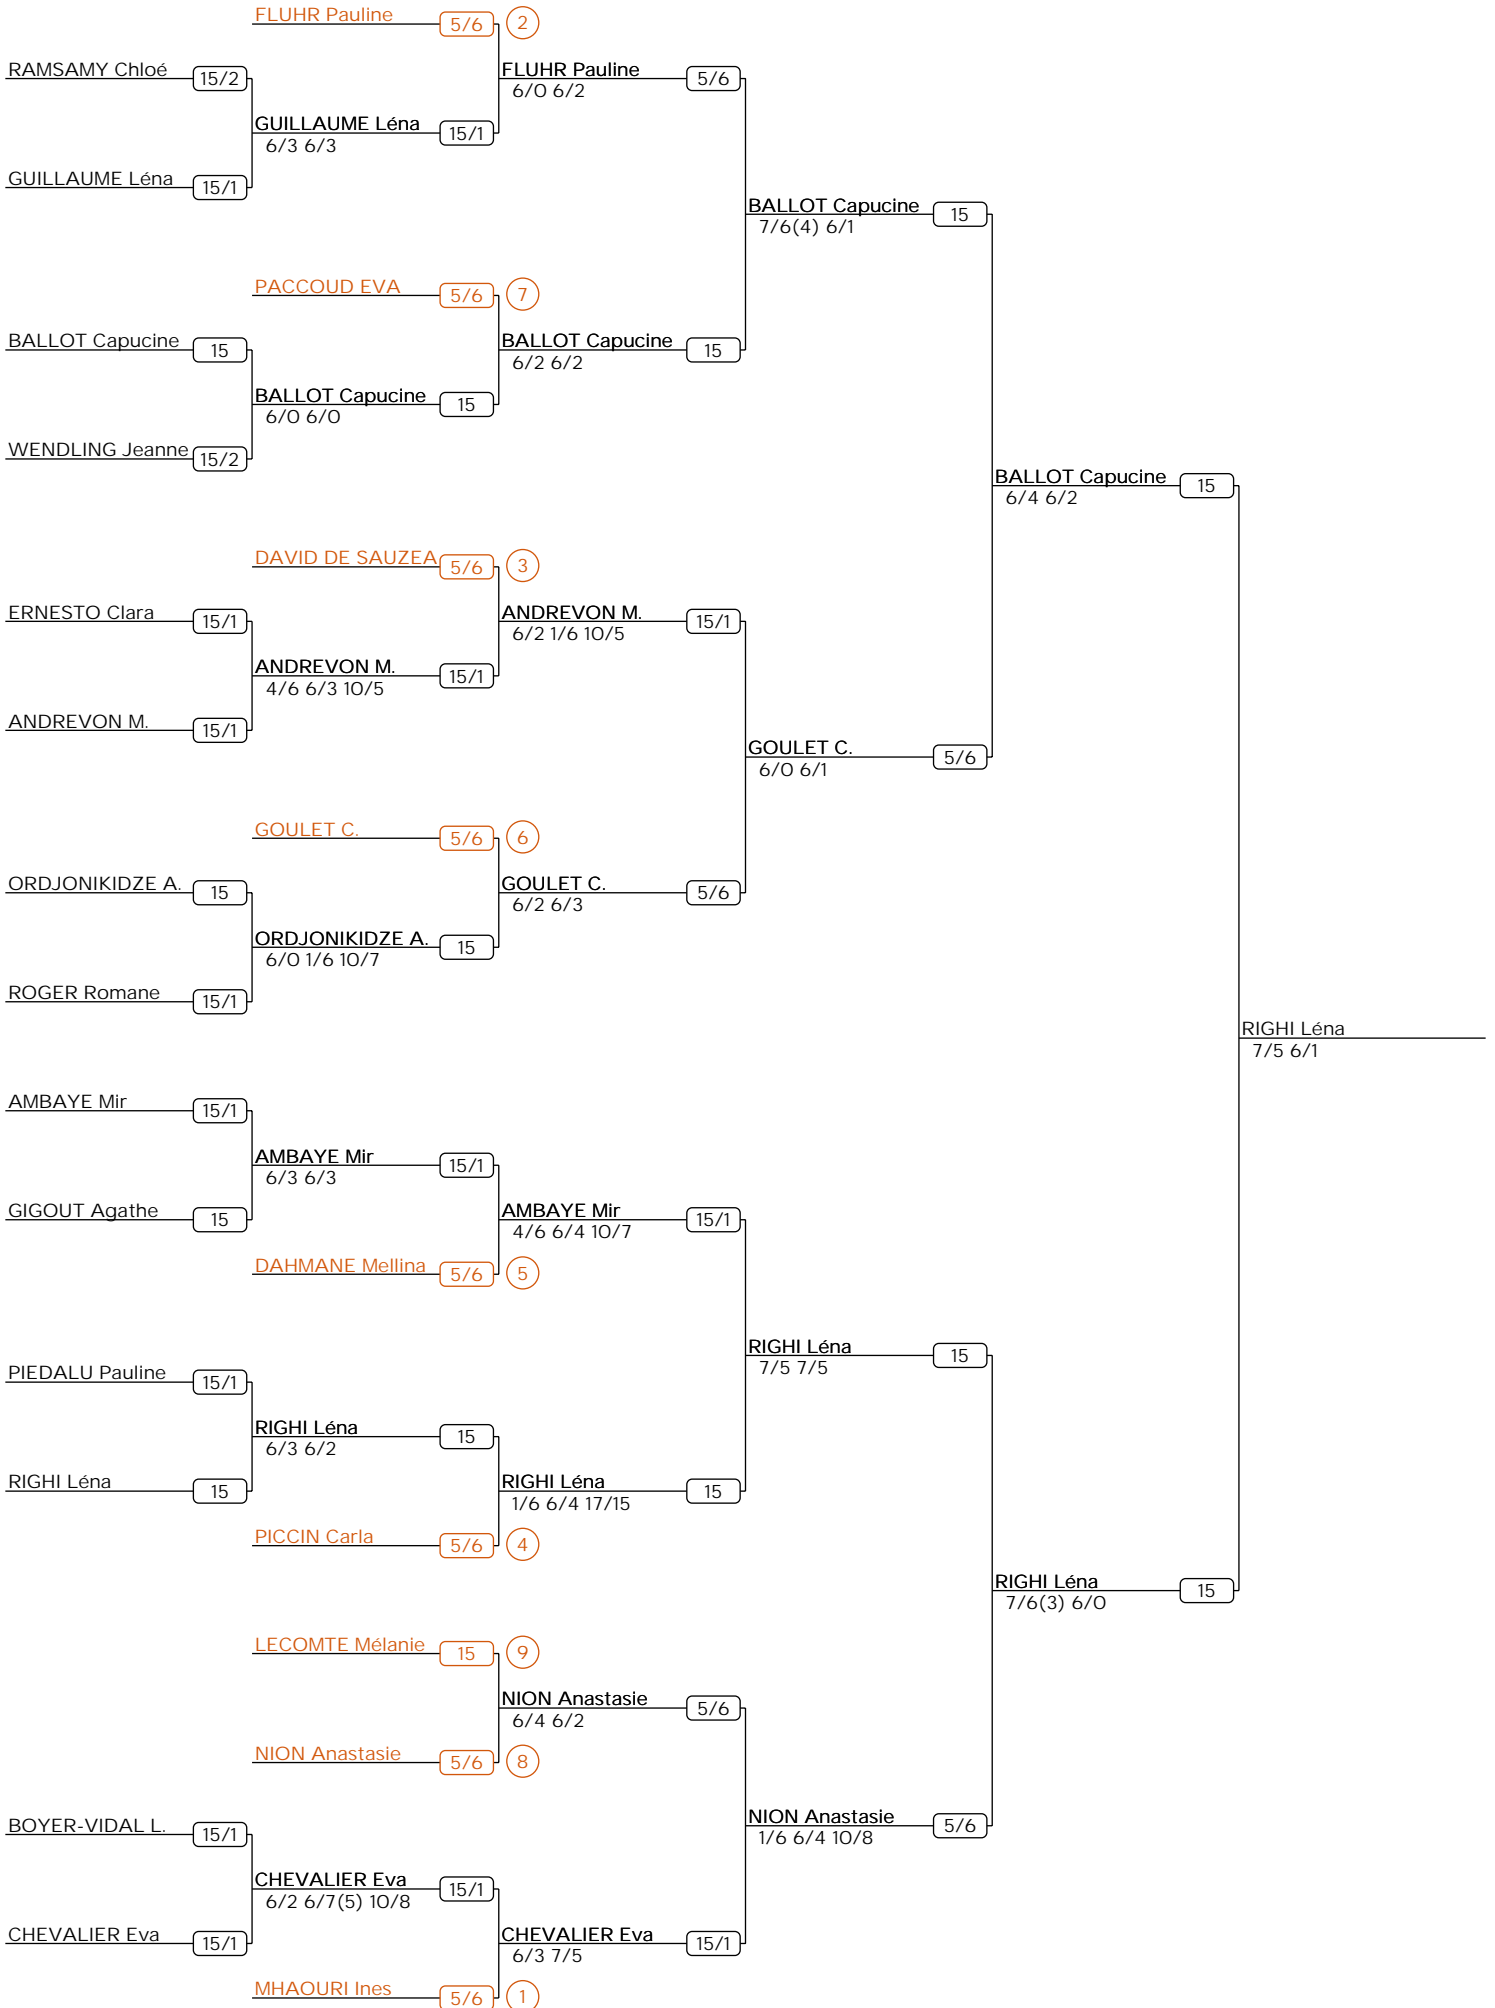 FLUHR Pauline 5/6 2
RAMSAMY Chloé 15/2
FLUHR Pauline 5/6
6/0 6/2
GUILLAUME Léna 15/1
6/3 6/3
GUILLAUME Léna 15/1
BALLOT Capucine 15
7/6(4) 6/1
PACCOUD EVA 5/6 7
BALLOT Capucine 15
BALLOT Capucine 15
6/2 6/2
BALLOT Capucine 15
6/0 6/0
WENDLING Jeanne 15/2
BALLOT Capucine 15
6/4 6/2
DAVID DE SAUZEA 5/6 3
ERNESTO Clara 15/1
ANDREVON M. 15/1
6/2 1/6 10/5
ANDREVON M. 15/1
4/6 6/3 10/5
ANDREVON M. 15/1
GOULET C. 5/6
6/0 6/1
GOULET C. 5/6 6
ORDJONIKIDZE A. 15
GOULET C. 5/6
6/2 6/3
ORDJONIKIDZE A. 15
6/0 1/6 10/7
ROGER Romane 15/1
RIGHI Léna
7/5 6/1
AMBAYE Mir 15/1
AMBAYE Mir 15/1
6/3 6/3
GIGOUT Agathe 15
AMBAYE Mir 15/1
4/6 6/4 10/7
DAHMANE Mellina 5/6 5
RIGHI Léna 15
7/5 7/5
PIEDALU Pauline 15/1
RIGHI Léna 15
6/3 6/2
RIGHI Léna 15
RIGHI Léna 15
1/6 6/4 17/15
PICCIN Carla 5/6 4
RIGHI Léna 15
7/6(3) 6/0
LECOMTE Mélanie 15 9
NION Anastasie 5/6
6/4 6/2
NION Anastasie 5/6 8
NION Anastasie 5/6
1/6 6/4 10/8
BOYER-VIDAL L. 15/1
CHEVALIER Eva 15/1
6/2 6/7(5) 10/8
CHEVALIER Eva 15/1
CHEVALIER Eva 15/1
6/3 7/5
MHAOURI Ines 5/6 1